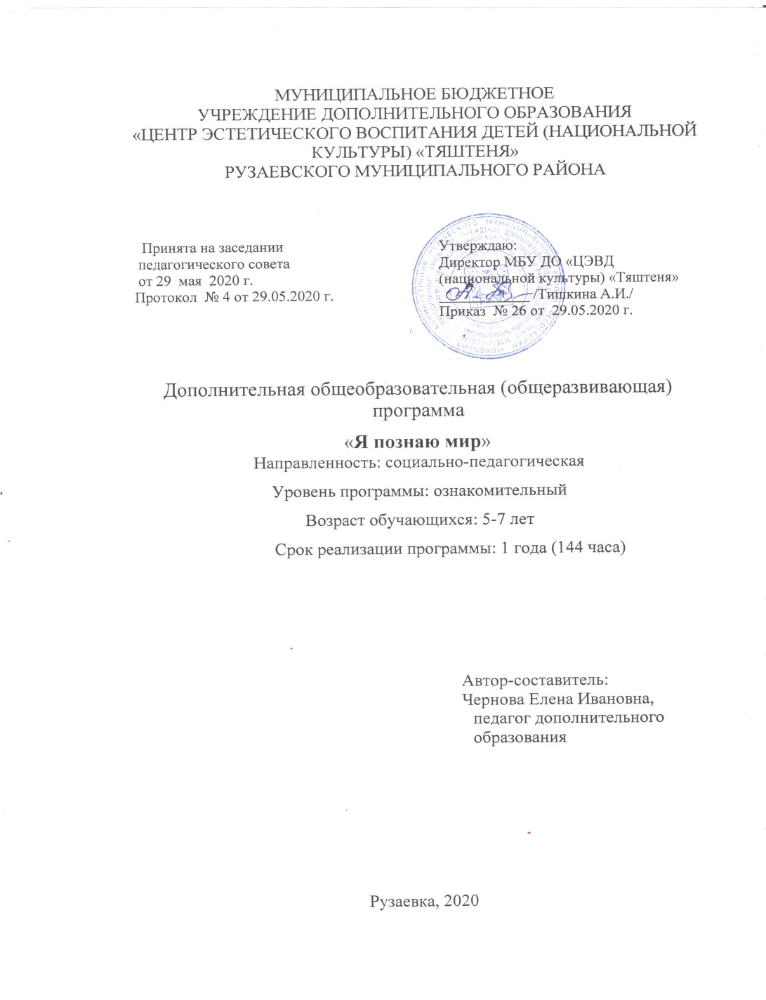 МУНИЦИПАЛЬНОЕ БЮДЖЕТНОЕ
УЧРЕЖДЕНИЕ ДОПОЛНИТЕЛЬНОГО ОБРАЗОВАНИЯ
«ЦЕНТР ЭСТЕТИЧЕСКОГО ВОСПИТАНИЯ ДЕТЕЙ (НАЦИОНАЛЬНОЙ
КУЛЬТУРЫ) «ТЯШТЕНЯ»
РУЗАЕВСКОГО МУНИЦИПАЛЬНОГО РАЙОНА
Принята на заседании
педагогического совета
от 29 мая 2020 г.
Протокол № 4 от 29.05.2020 г.
Утверждаю:
Директор МБУ ДО «ЦЭВД
(национальной культуры) «Тяштеня»
/Тишкина А.И./
Приказ № 26 от 29.05.2020 г.
Дополнительная общеобразовательная (общеразвивающая)
программа
«Я познаю мир»
Направленность: социально-педагогическая
Уровень программы: ознакомительный
Возраст обучающихся: 5-7 лет
Срок реализации программы: 1 года (144 часа)
Автор-составитель:
Чернова Елена Ивановна,
педагог дополнительного
образования
Рузаевка, 2020